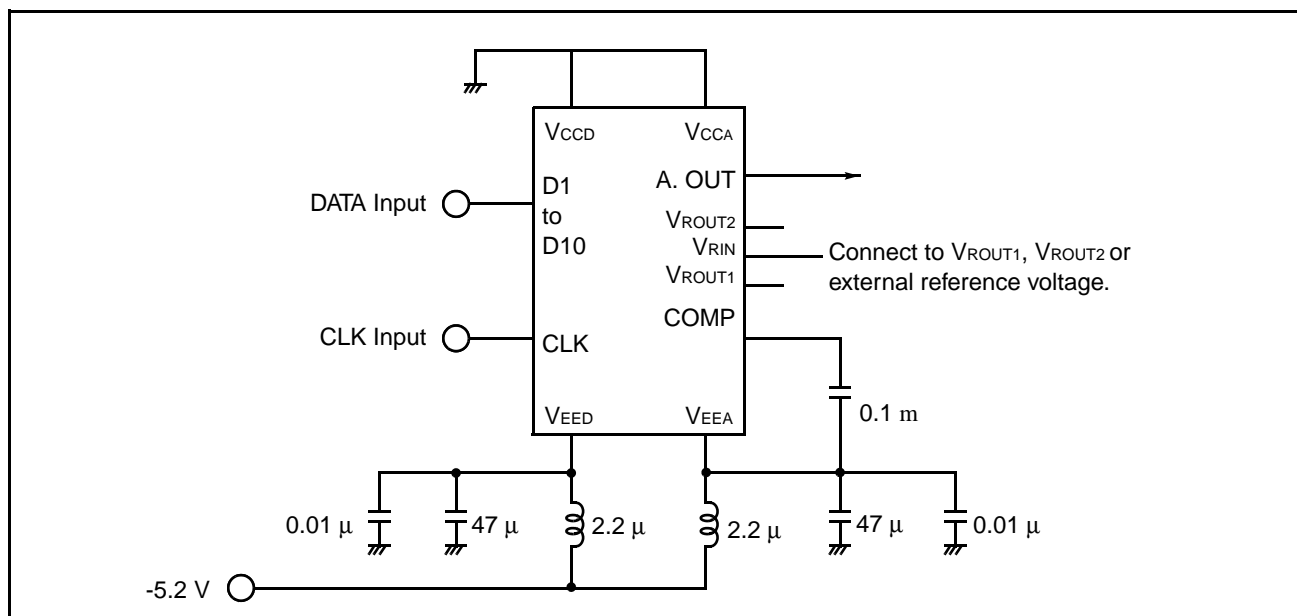 VCCD
VCCA
A. OUT
DATA Input
D1
to
D10
VROUT2
VRIN
VROUT1
Connect to VROUT1, VROUT2 or
external reference voltage.
COMP
CLK Input
CLK
0.1 m
VEED
VEEA
0.01 μ
47 μ
2.2 μ
2.2 μ
47 μ
0.01 μ
-5.2 V